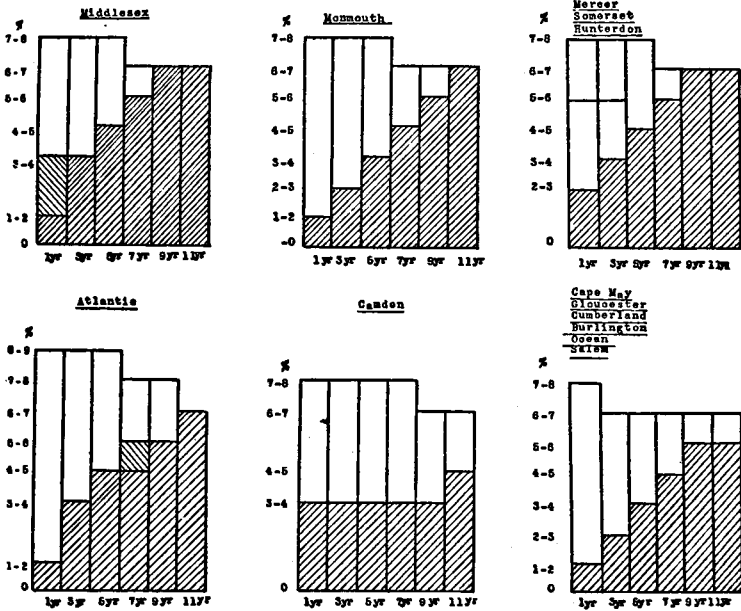 Middlesex
%
7-8
6-7
5-6
4-5
3-4
1-2
0
1yr 3yr 5yr 7yr 9yr 11yr
Monmouth
%
7-8
6-7
5-6
4-5
3-4
2-3
1-2
-0
1yr 3yr 5yr 7yr 9yr 11yr
Mercer
Somerset
Hunterdon
%
7-8
6-7
5-6
4-5
3-4
2-3
0
1yr 3yr 5yr 7yr 9yr 11yr
Atlantic
%
8-9
7-8
6-7
5-6
4-5
3-4
1-2
0
1yr 3yr 5yr 7yr 9yr 11yr
Camden
%
7-8
6-7
4-5
3-4
0
1yr 3yr 5yr 7yr 9yr 11yr
Cape May
Gloucester
Cumberland
Burlington
Ocean
Salem
%
7-8
6-7
5-6
4-5
3-4
2-3
1-2
0
1yr 3yr 5yr 7yr 9yr 11yr